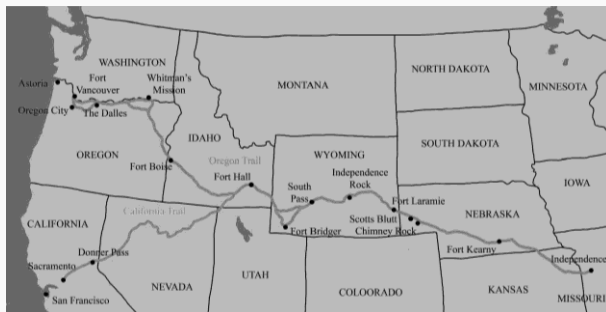 WASHINGTON
Astoria
Fort
Vancouver
Whitman's
Mission
Oregon City
The Dalles
MONTANA
NORTH DAKOTA
MINNESOTA
OREGON
IDAHO
Fort Boise
Oregon Trail
Fort Hall
SOUTH DAKOTA
WYOMING
Independence
Rock
South
Pass
Fort Bridger
Fort Laramie
Scotts Blutt
Chimney Rock
IOWA
NEBRASKA
Fort Kearny
CALIFORNIA
California Trail
Donner Pass
Sacramento
San Francisco
NEVADA
UTAH
COLOORADO
KANSAS
Independence
MISSOURI